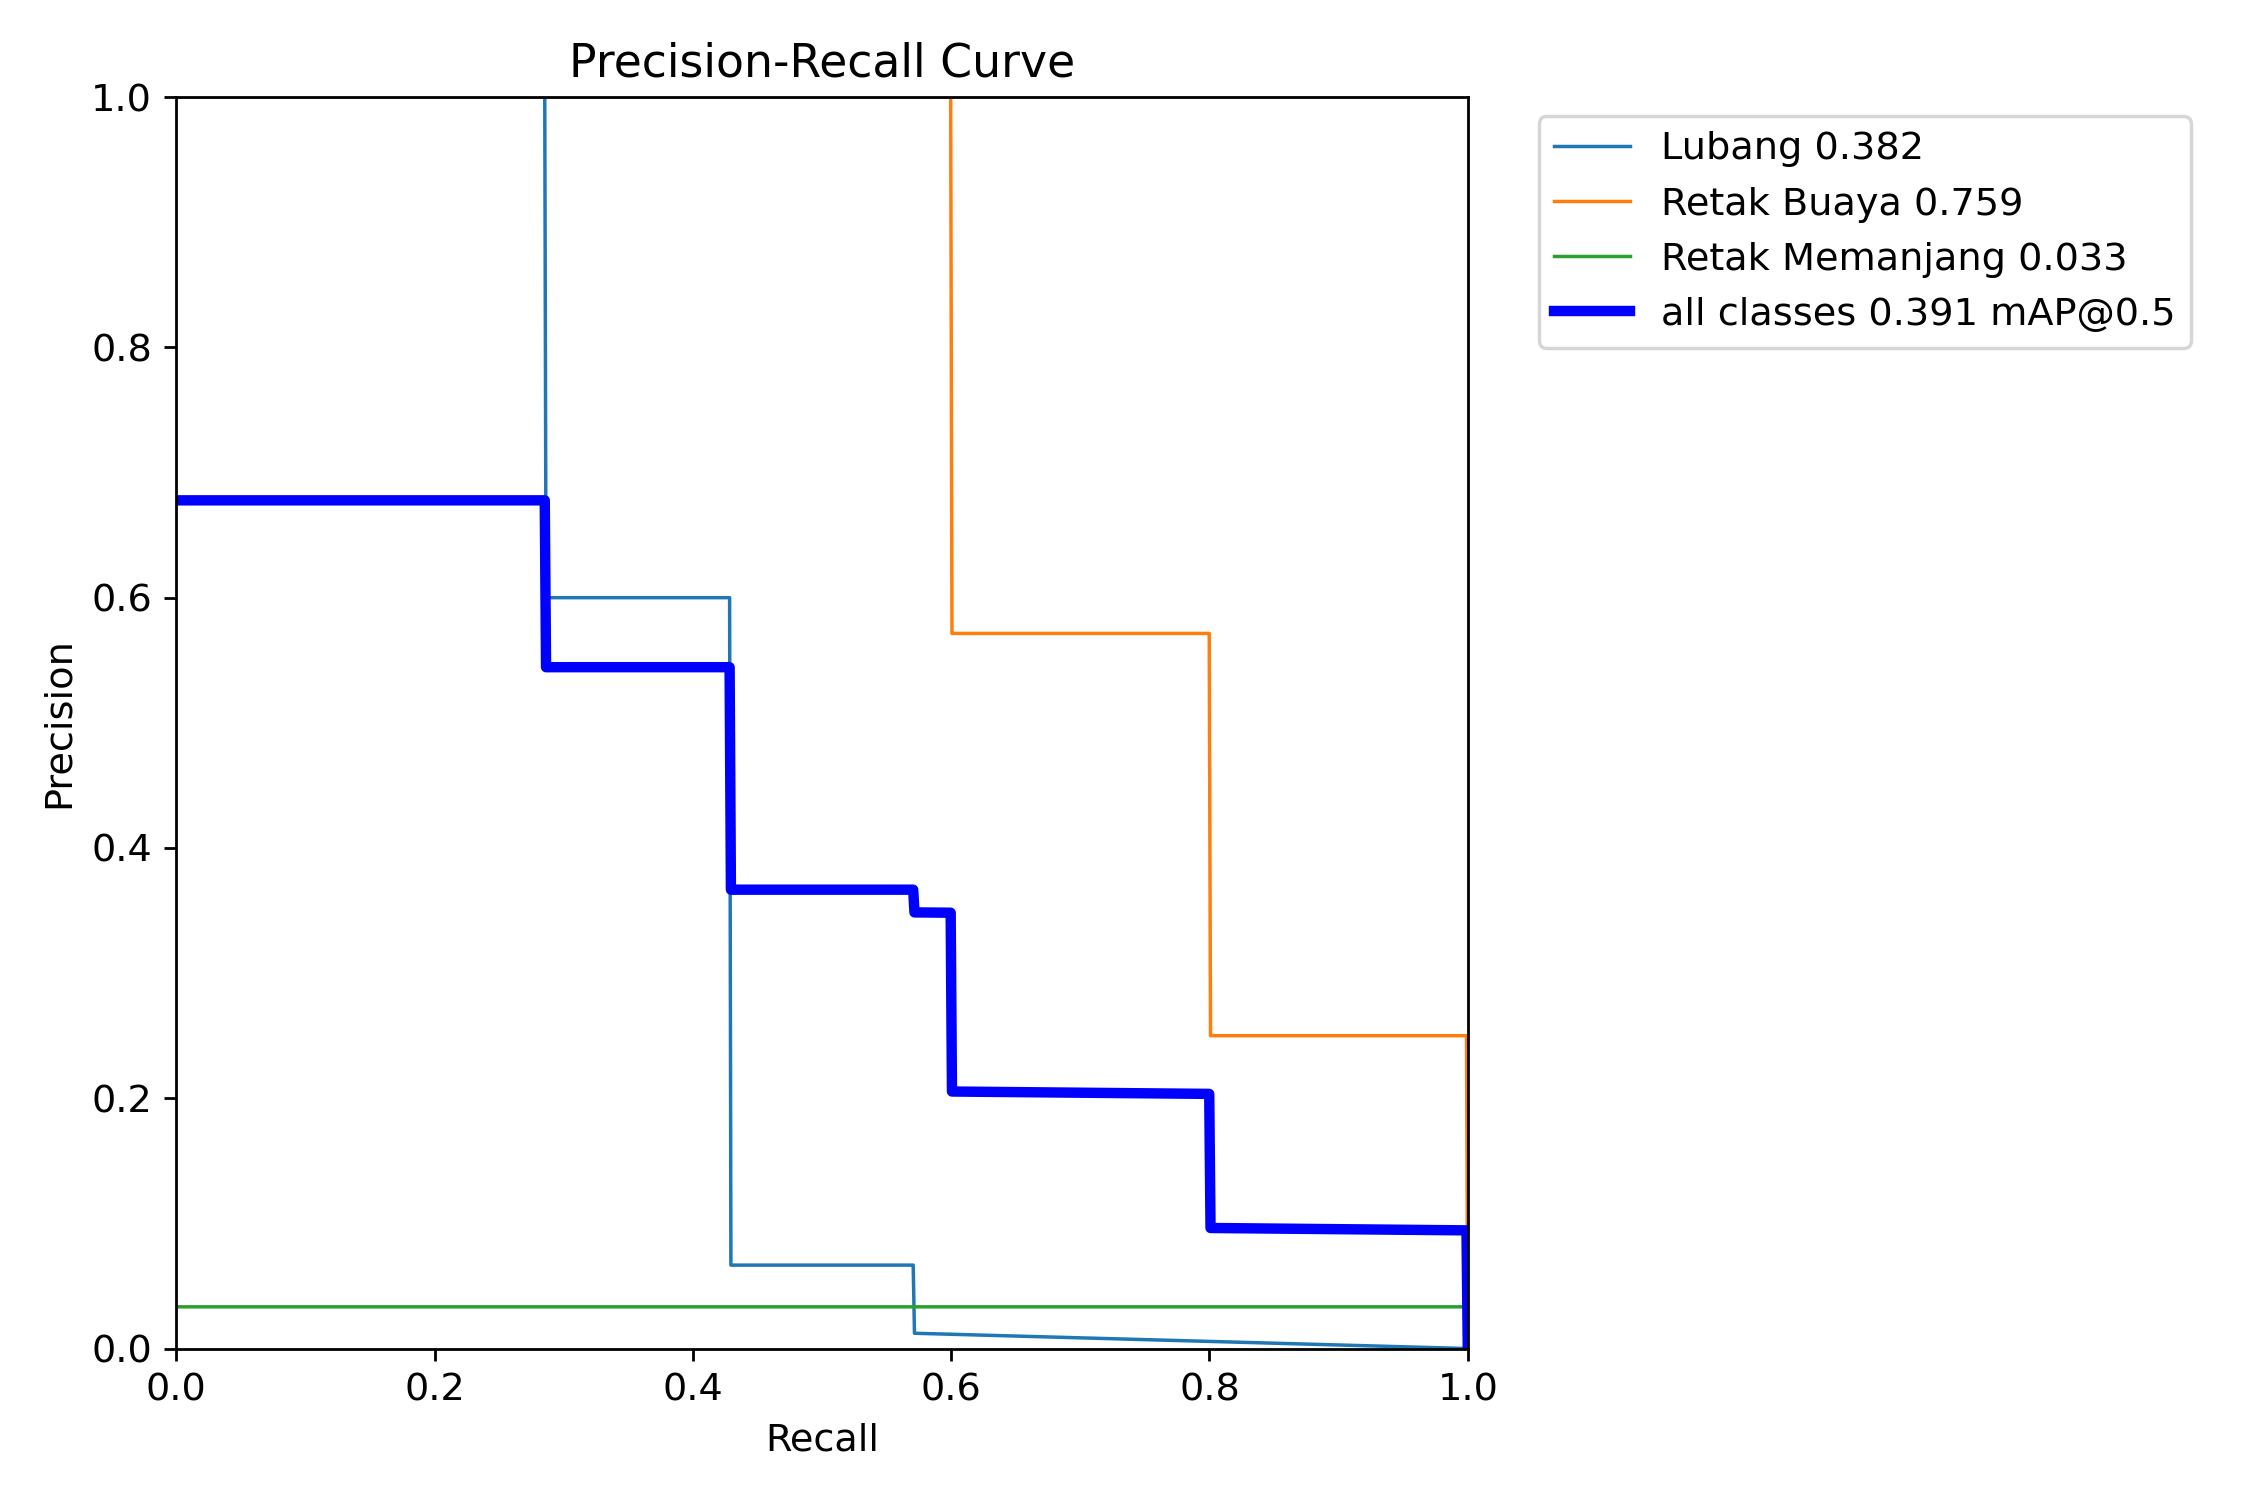 Precision-Recall Curve
1.0
0.8
0.6
0.4
0.2
0.0
Precision
0.0 0.2 0.4 0.6 0.8 1.0
Recall
Lubang 0.382
Retak Buaya 0.759
Retak Memanjang 0.033
all classes 0.391 mAP@0.5